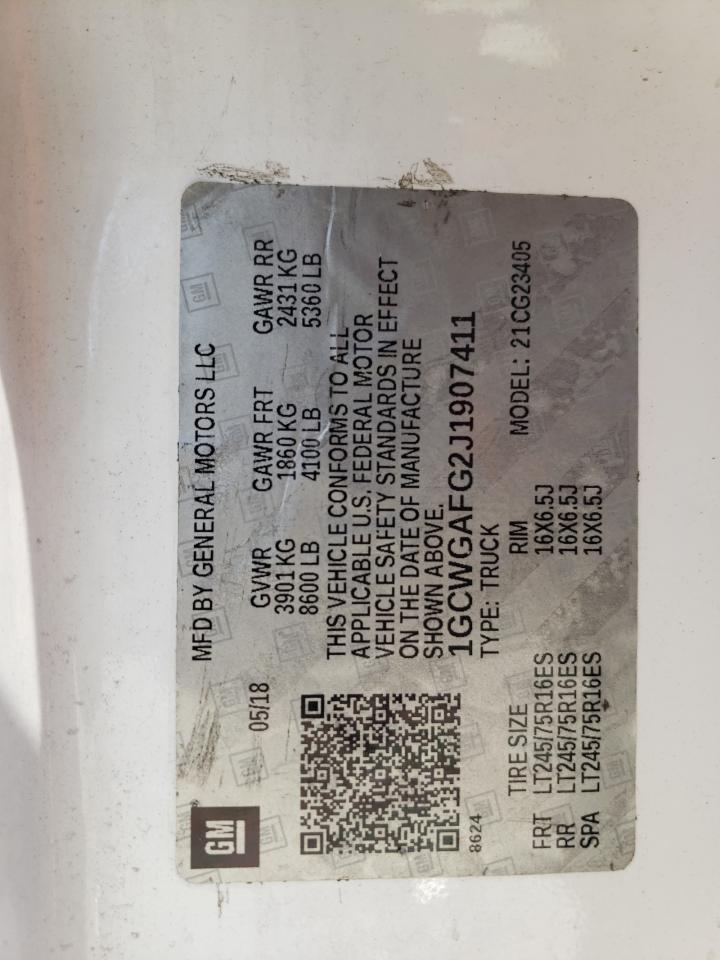 GM
MFD BY GENERAL MOTORS LLC
05/18
GVWR GAWR FRT GAWR RR
3901 KG 1860 KG 2431 KG
8600 LB 4100 LB 5360 LB
THIS VEHICLE CONFORMS TO ALL
APPLICABLE U.S. FEDERAL MOTOR
VEHICLE SAFETY STANDARDS IN EFFECT
ON THE DATE OF MANUFACTURE
SHOWN ABOVE.
1GCWGAFG2J1907411
8624
TYPE: TRUCK
TIRE SIZE RIM MODEL: 21CG23405
FRT LT245/75R16ES 16X6.5J
RR LT245/75R16ES 16X6.5J
SPA LT245/75R16ES 16X6.5J